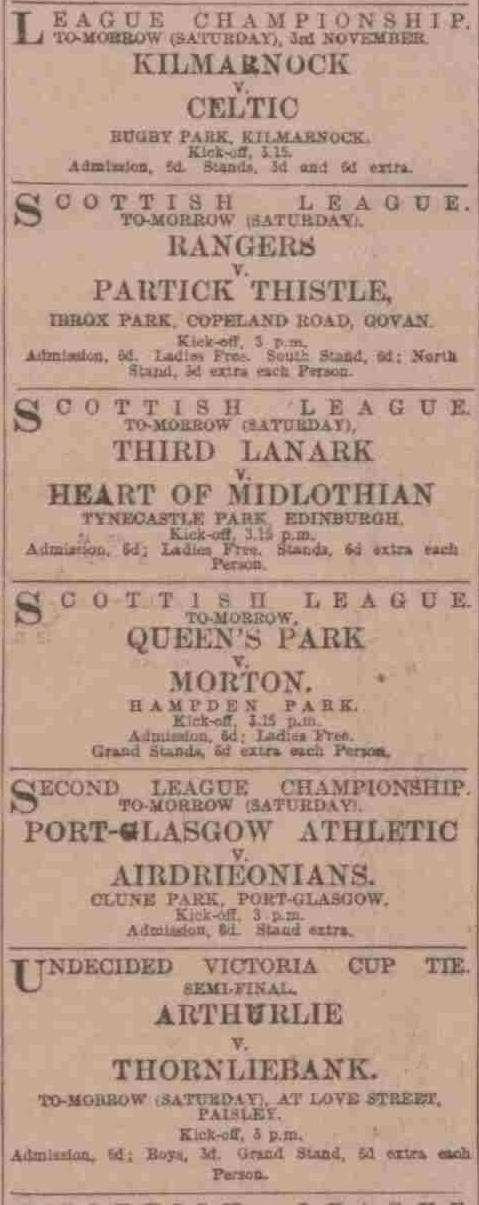 LEAGUE CHAMPIONSHIP.
TO-MORROW (SATURDAY), 3rd NOVEMBER.
KILMARNOCK
v.
CELTIC
RUGBY PARK, KILMARNOCK.
Kick-off, 3.15.
Admission, 6d. Stands, 3d and 6d extra.
SCOTTISH LEAGUE.
TO-MORROW (SATURDAY).
RANGERS
v.
PARTICK THISTLE,
IBROX PARK, COPELAND ROAD, GOVAN.
Kick-off, 3 p.m.
Admission, 6d. Ladies Free. South Stand, 6d; North
Stand, 3d extra each Person.
SCOTTISH LEAGUE.
TO-MORROW (SATURDAY),
THIRD LANARK
v.
HEART OF MIDLOTHIAN
TYNECASTLE PARK, EDINBURGH.
Kick-off, 3.15 p.m.
Admission, 6d; Ladies Free. Stands, 6d extra each
Person.
SCOTTISH LEAGUE.
TO-MORROW,
QUEEN'S PARK
v.
MORTON.
HAMPDEN PARK.
Kick-off, 3.15 p.m.
Admission, 6d; Ladies Free.
Grand Stands, 6d extra each Person.
SECOND LEAGUE CHAMPIONSHIP.
TO-MORROW (SATURDAY).
PORT-GLASGOW ATHLETIC
v.
AIRDRIEONIANS.
CLUNE PARK, PORT-GLASGOW.
Kick-off, 3 p.m.
Admission, 6d. Stand extra.
UNDECIDED VICTORIA CUP TIE.
SEMI-FINAL.
ARTHURLIE
v.
THORNLIEBANK.
TO-MORROW (SATURDAY), AT LOVE STREET,
PAISLEY.
Kick-off, 3 p.m.
Admission, 6d; Boys, 3d. Grand Stand, 6d extra each
Person.